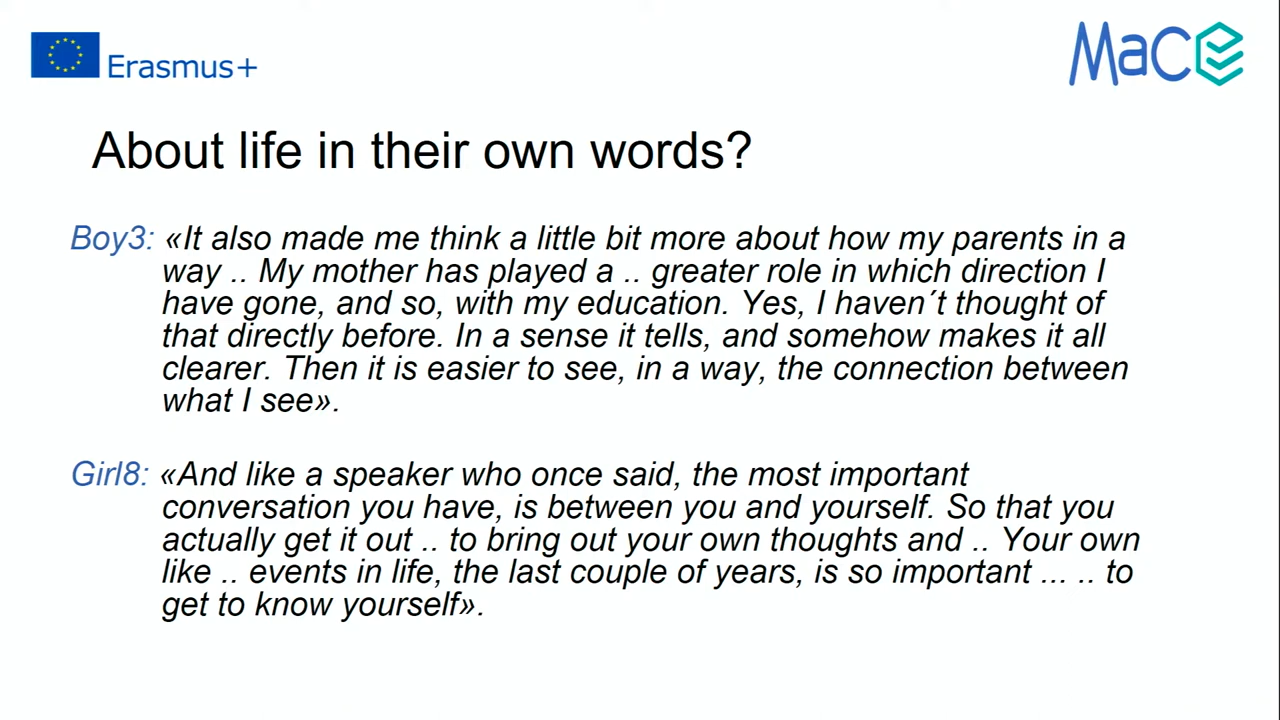 Erasmus+
MaCE
About life in their own words?
Boy3: «It also made me think a little bit more about how my parents in a
way .. My mother has played a .. greater role in which direction I
have gone, and so, with my education. Yes, I haven´t thought of
that directly before. In a sense it tells, and somehow makes it all
clearer. Then it is easier to see, in a way, the connection between
what I see».
Girl8: «And like a speaker who once said, the most important
conversation you have, is between you and yourself. So that you
actually get it out .. to bring out your own thoughts and .. Your own
like .. events in life, the last couple of years, is so important ... .. to
get to know yourself».